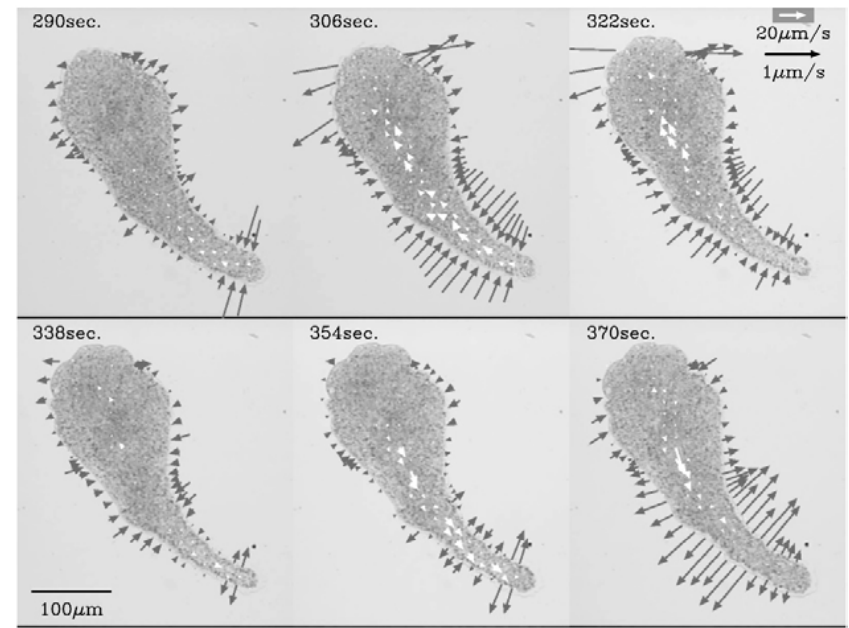 290sec.
306sec.
322sec.
20μm/s
1μm/s
338sec.
354sec.
370sec.
100μm